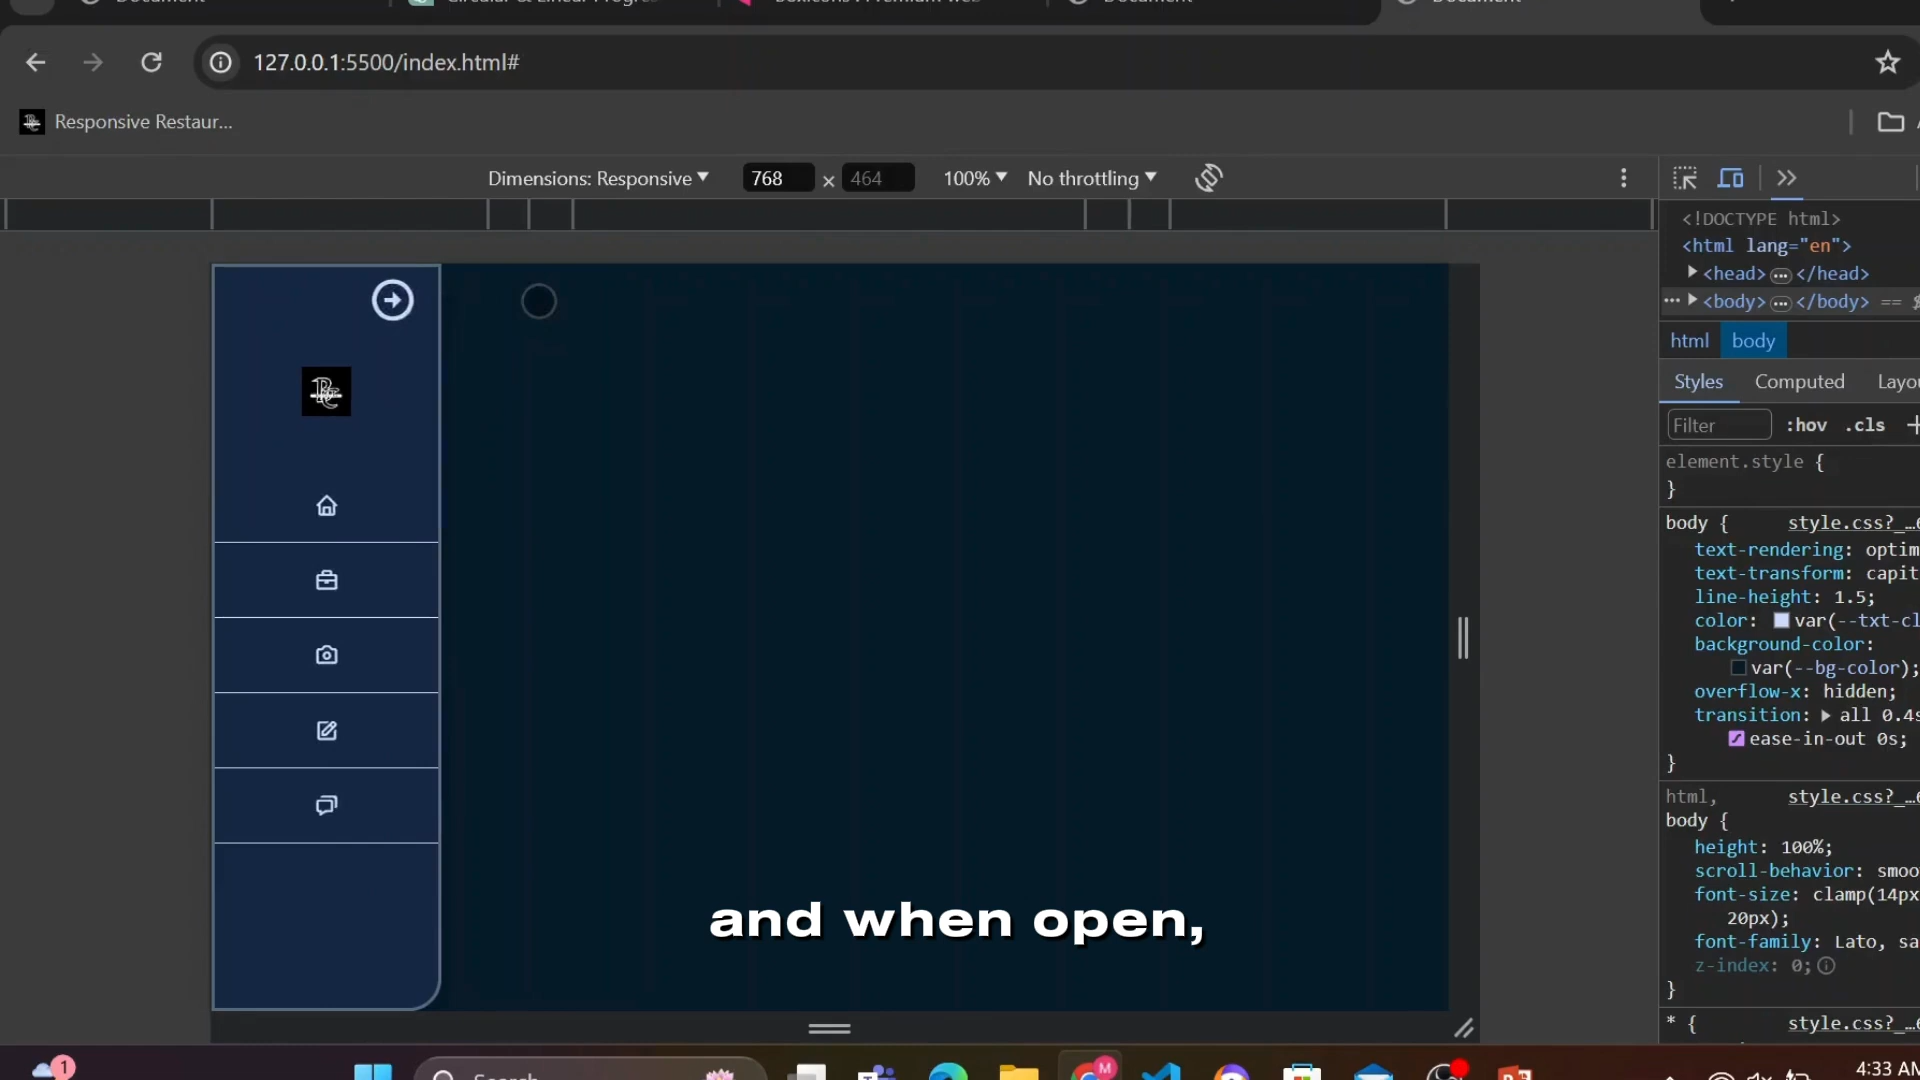 127.0.0.1:5500/index.html#
Responsive Restaur...
Dimensions: Responsive 768 × 464 100% No throttling
<!DOCTYPE html>
<html lang="en">
<head> ... </head>
<body> ... </body> ==
html body
Styles Computed Layou
Filter :hov .cls +
element.style {
}
body { style.css?_…
text-rendering: optim
text-transform: capit
line-height: 1.5;
color: var(--txt-cl
background-color:
var(--bg-color);
overflow-x: hidden;
transition: all 0.4s
ease-in-out 0s;
}
html, style.css?_…
body {
height: 100%;
scroll-behavior: smoo
font-size: clamp(14px
20px);
font-family: Lato, sa
z-index: 0;
}
* { style.css?_…
and when open,
1
Search
M
4:33 AM